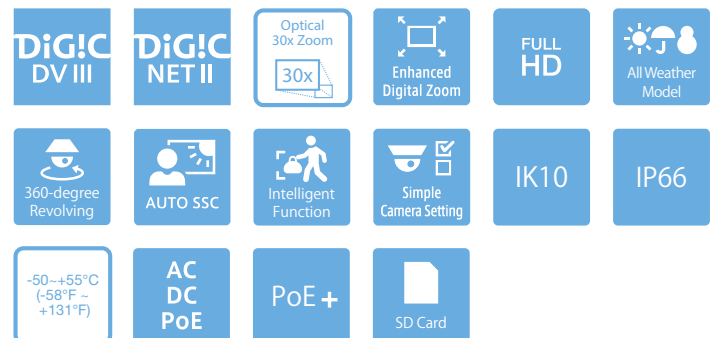 DiG!C
DV III
DiG!C
NET II
Optical
30x Zoom
30x
Enhanced
Digital Zoom
FULL
HD
All Weather
Model
360-degree
Revolving
AUTO SSC
Intelligent
Function
Simple
Camera Setting
IK10
IP66
-50~+55°C
(-58°F ~
+131°F)
AC
DC
PoE
PoE +
SD Card